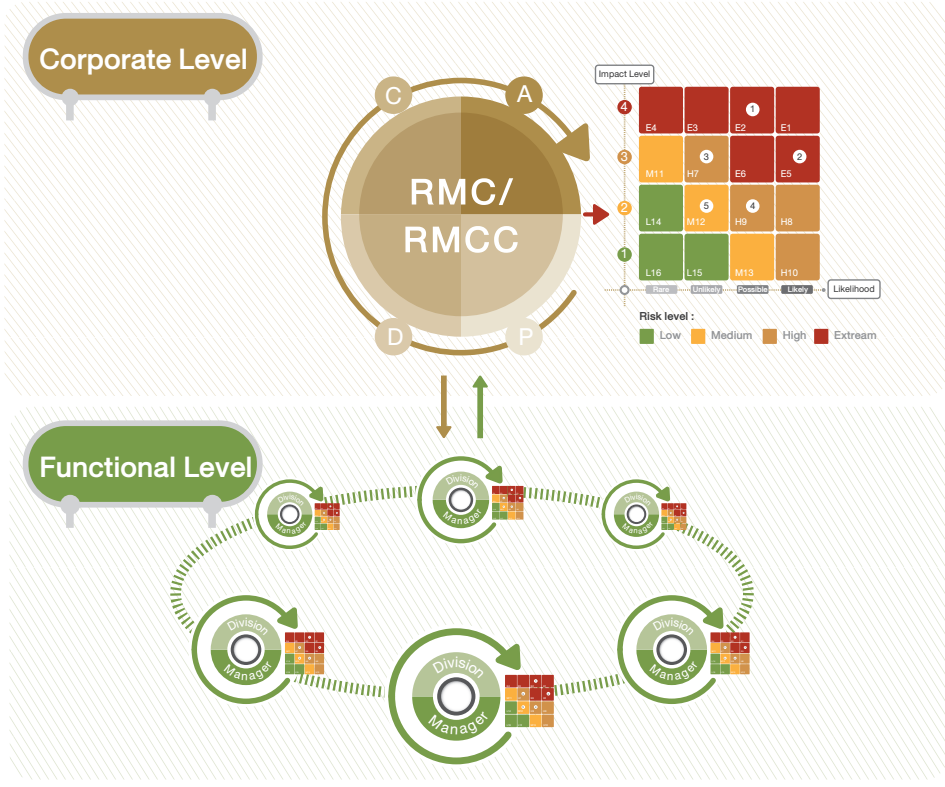 Corporate Level
C
A
RMC/
RMCC
D
P
Impact Level
4
E4
E3
1
E2
E1
3
M11
3
H7
E6
2
E5
2
L14
5
M12
4
H9
H8
1
L16
L15
M13
H10
Rare
Unlikely
Possible
Likely
Likelihood
Risk level :
Low
Medium
High
Extream
Functional Level
Division
Manager
Division
Manager
Division
Manager
Division
Manager
Division
Manager
Division
Manager